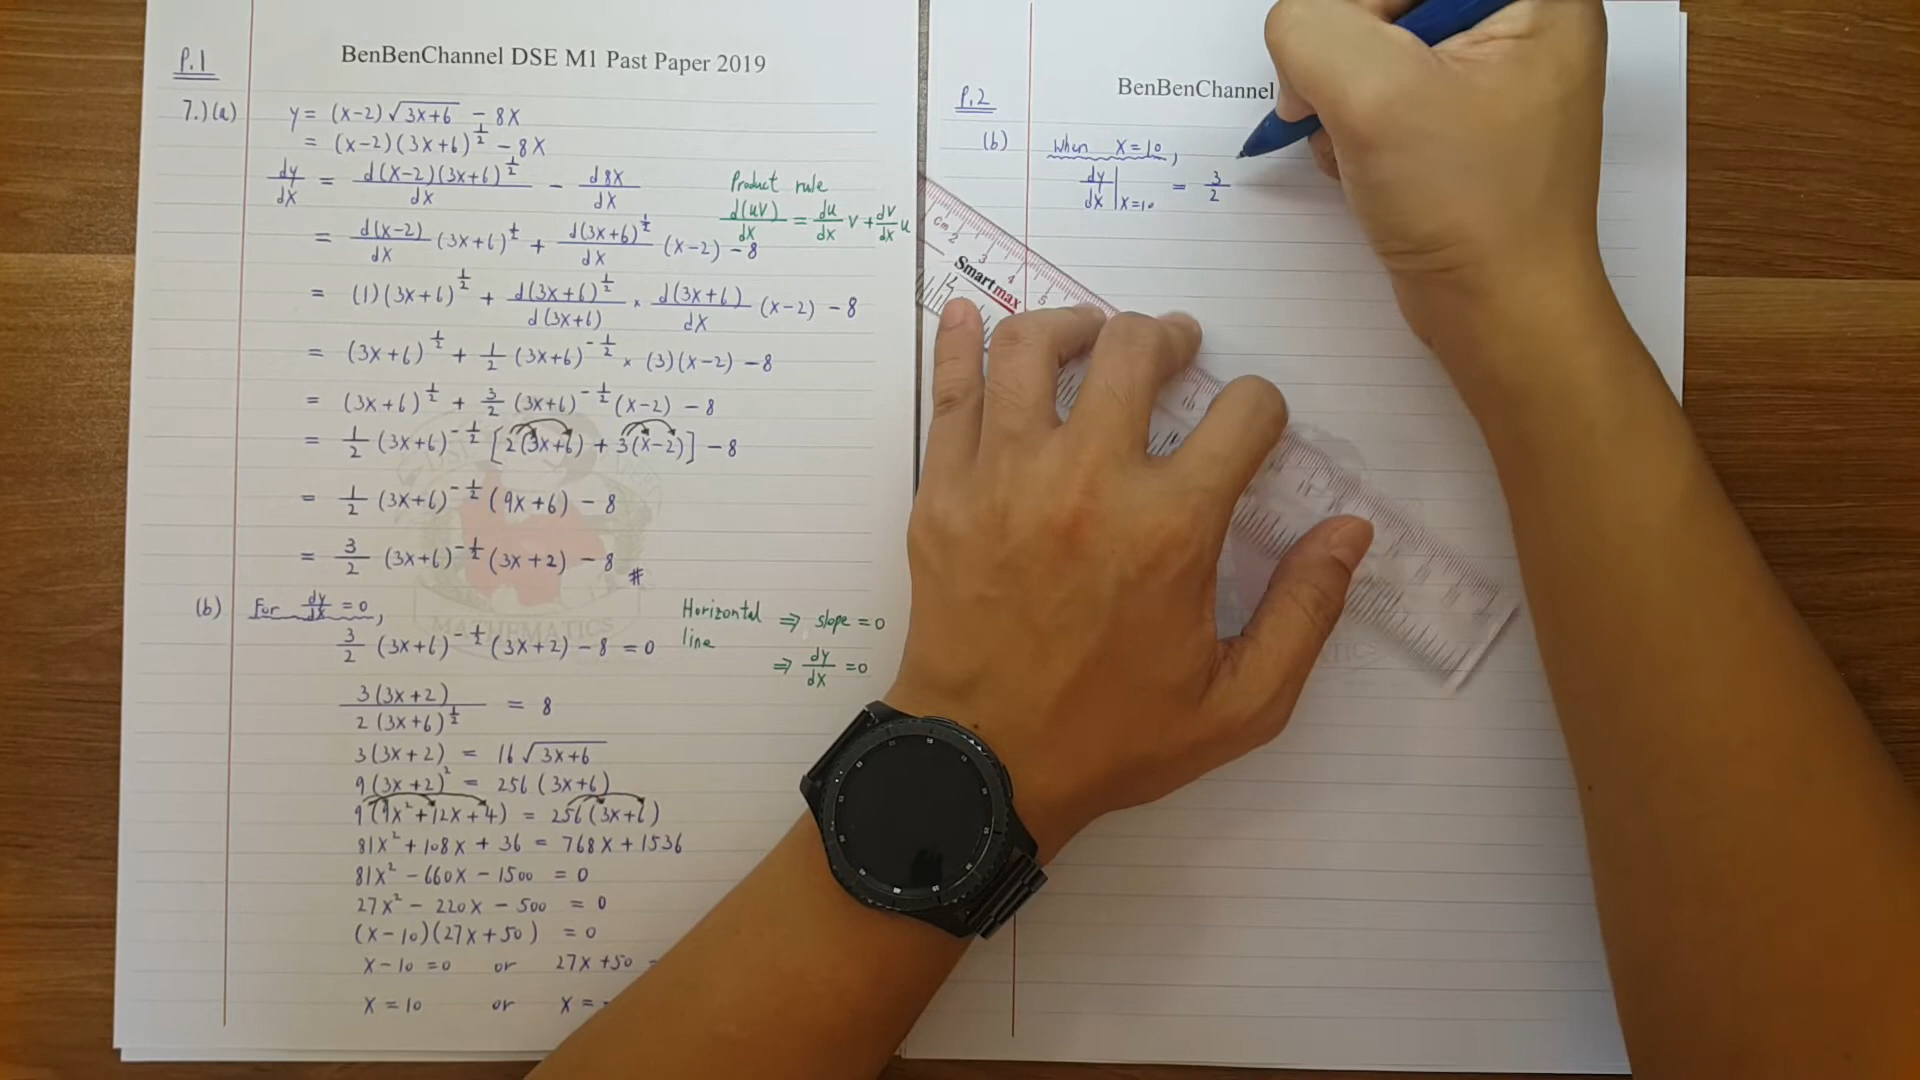 P.1
BenBenChannel DSE M1 Past Paper 2019
7.)(a) y = (x-2)√(3x+6) - 8x
= (x-2)(3x+6)^(1/2) - 8x
dy/dx = d(x-2)(3x+6)^(1/2)/dx - d8x/dx
Product rule
d(uv)/dx = du/dx v + dv/dx u
= d(x-2)/dx (3x+6)^(1/2) + d(3x+6)^(1/2)/dx (x-2) - 8
= (1)(3x+6)^(1/2) + d(3x+6)^(1/2)/d(3x+6) × d(3x+6)/dx (x-2) - 8
= (3x+6)^(1/2) + 1/2 (3x+6)^(-1/2) × (3)(x-2) - 8
= (3x+6)^(1/2) + 3/2 (3x+6)^(-1/2) (x-2) - 8
= 1/2 (3x+6)^(-1/2) [2(3x+6) + 3(x-2)] - 8
= 1/2 (3x+6)^(-1/2) (9x+6) - 8
= 3/2 (3x+6)^(-1/2) (3x+2) - 8 #
(b) For dy/dx = 0,
3/2 (3x+6)^(-1/2) (3x+2) - 8 = 0
Horizontal line ⇒ slope = 0
⇒ dy/dx = 0
3(3x+2)/2(3x+6)^(1/2) = 8
3(3x+2) = 16√(3x+6)
9(3x+2)² = 256(3x+6)
9(9x²+12x+4) = 256(3x+6)
81x² + 108x + 36 = 768x + 1536
81x² - 660x - 1500 = 0
27x² - 220x - 500 = 0
(x-10)(27x+50) = 0
x-10 = 0 or 27x+50
x = 10 or x = -
MATHEMATICS
P.2
BenBenChannel
(b) When x = 10,
dy/dx|x=10 = 3/2
cm 2 3 4 5
Smartmax